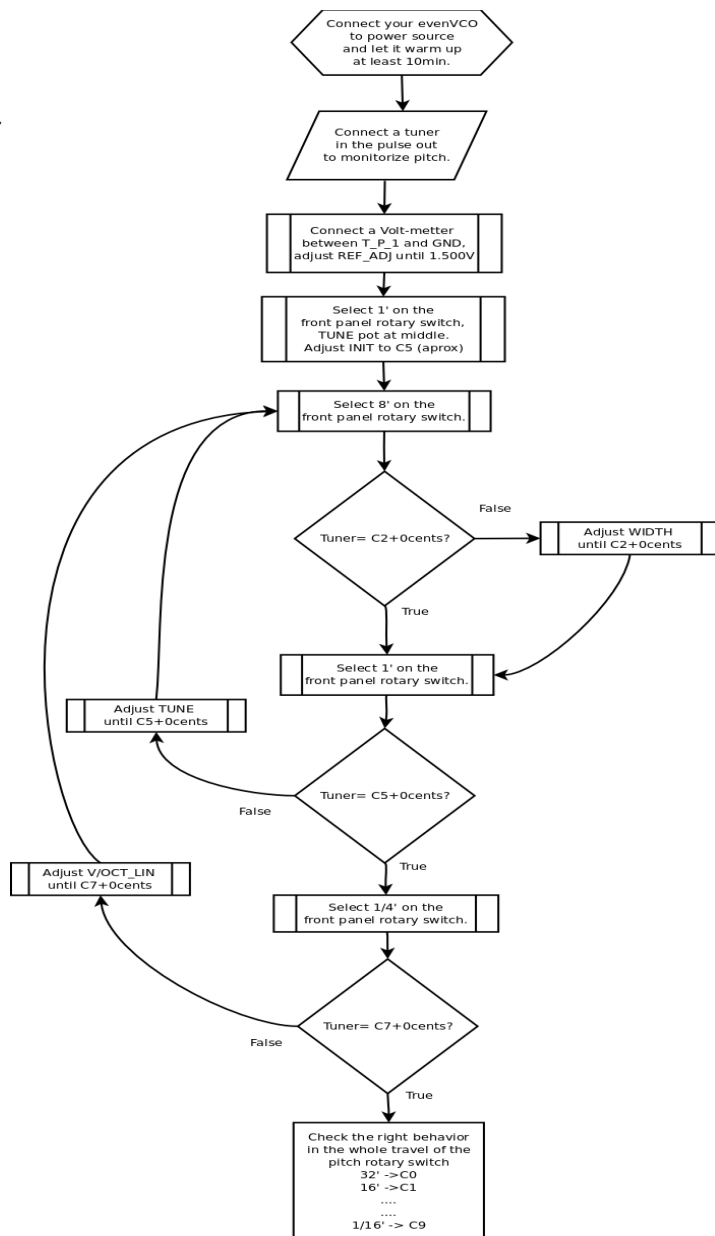 Connect your evenVCO
to power source
and let it warm up
at least 10min.
Connect a tuner
in the pulse out
to monitorize pitch.
Connect a Volt-metter
between T_P_1 and GND,
adjust REF_ADJ until 1.500V
Select 1' on the
front panel rotary switch,
TUNE pot at middle.
Adjust INIT to C5 (aprox)
Select 8' on the
front panel rotary switch.
Tuner= C2+0cents?
False
Adjust WIDTH
until C2+0cents
True
Select 1' on the
front panel rotary switch.
Tuner= C5+0cents?
False
Adjust TUNE
until C5+0cents
True
Select 1/4' on the
front panel rotary switch.
Tuner= C7+0cents?
False
Adjust V/OCT_LIN
until C7+0cents
True
Check the right behavior
in the whole travel of the
pitch rotary switch
32' ->C0
16' ->C1
....
....
1/16' -> C9